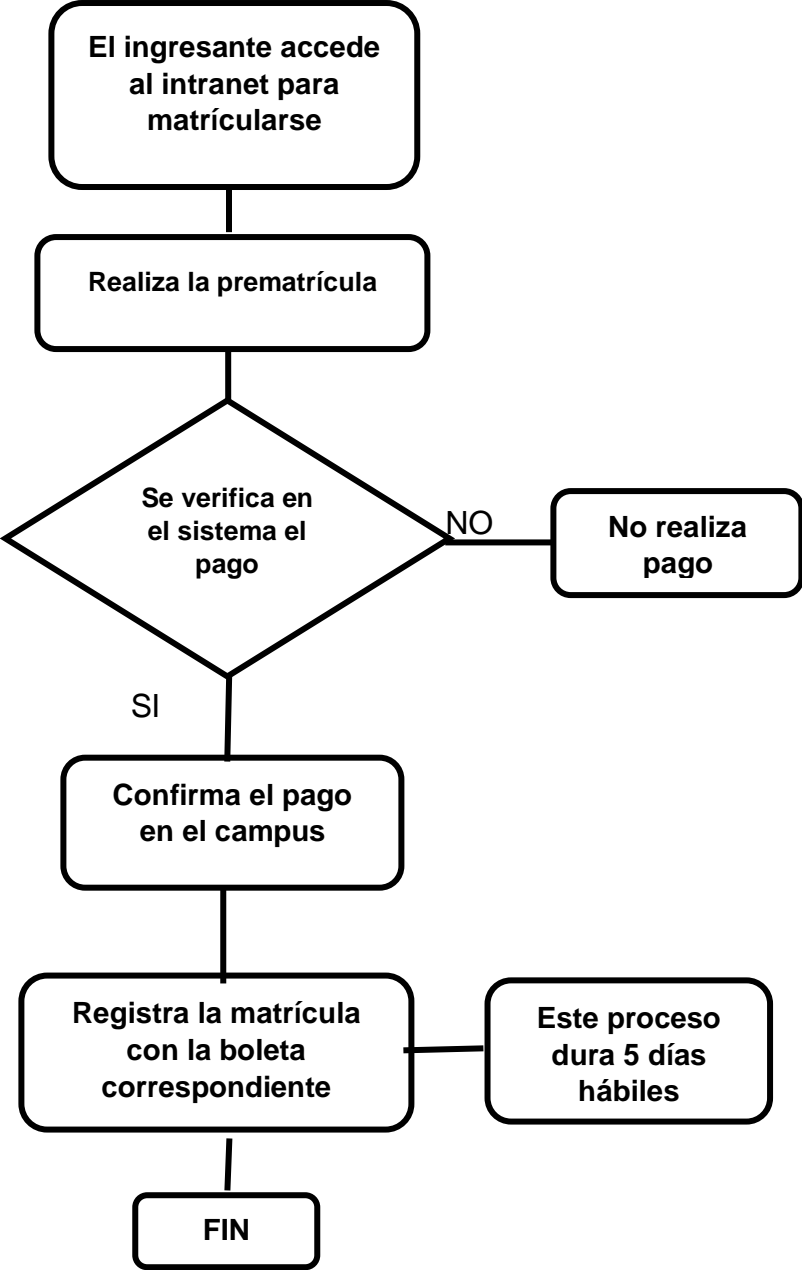 El ingresante accede
al intranet para
matrícularse
Realiza la prematrícula
Se verifica en
el sistema el
pago
NO
No realiza
pago
SI
Confirma el pago
en el campus
Registra la matrícula
con la boleta
correspondiente
Este proceso
dura 5 días
hábiles
FIN